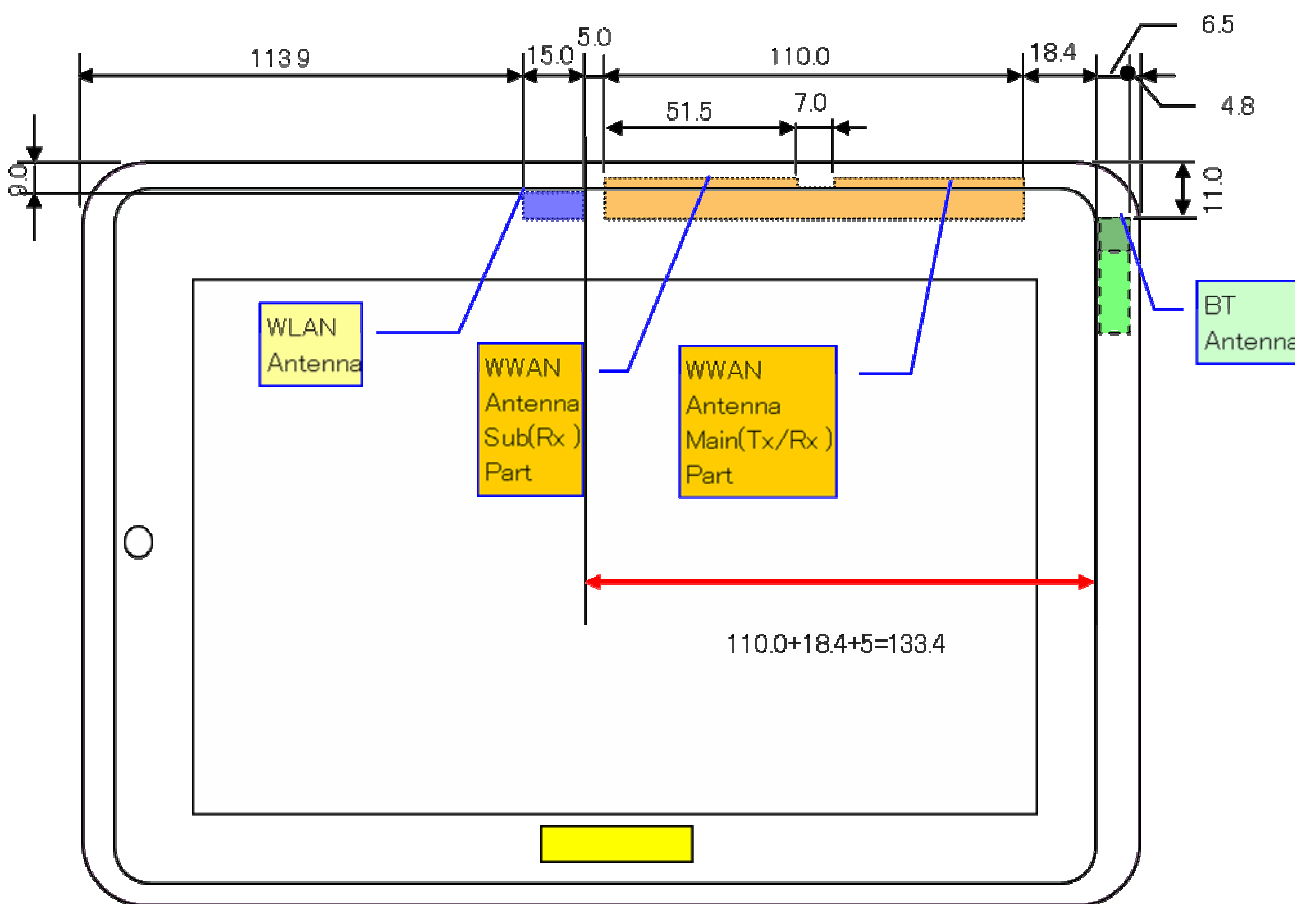 6.5
5.0
113.9
15.0
110.0
18.4
4.8
51.5
7.0
9.0
11.0
WLAN
Antenna
WWAN
Antenna
Sub(Rx )
Part
WWAN
Antenna
Main(Tx/Rx )
Part
BT
Antenna
110.0+18.4+5=133.4